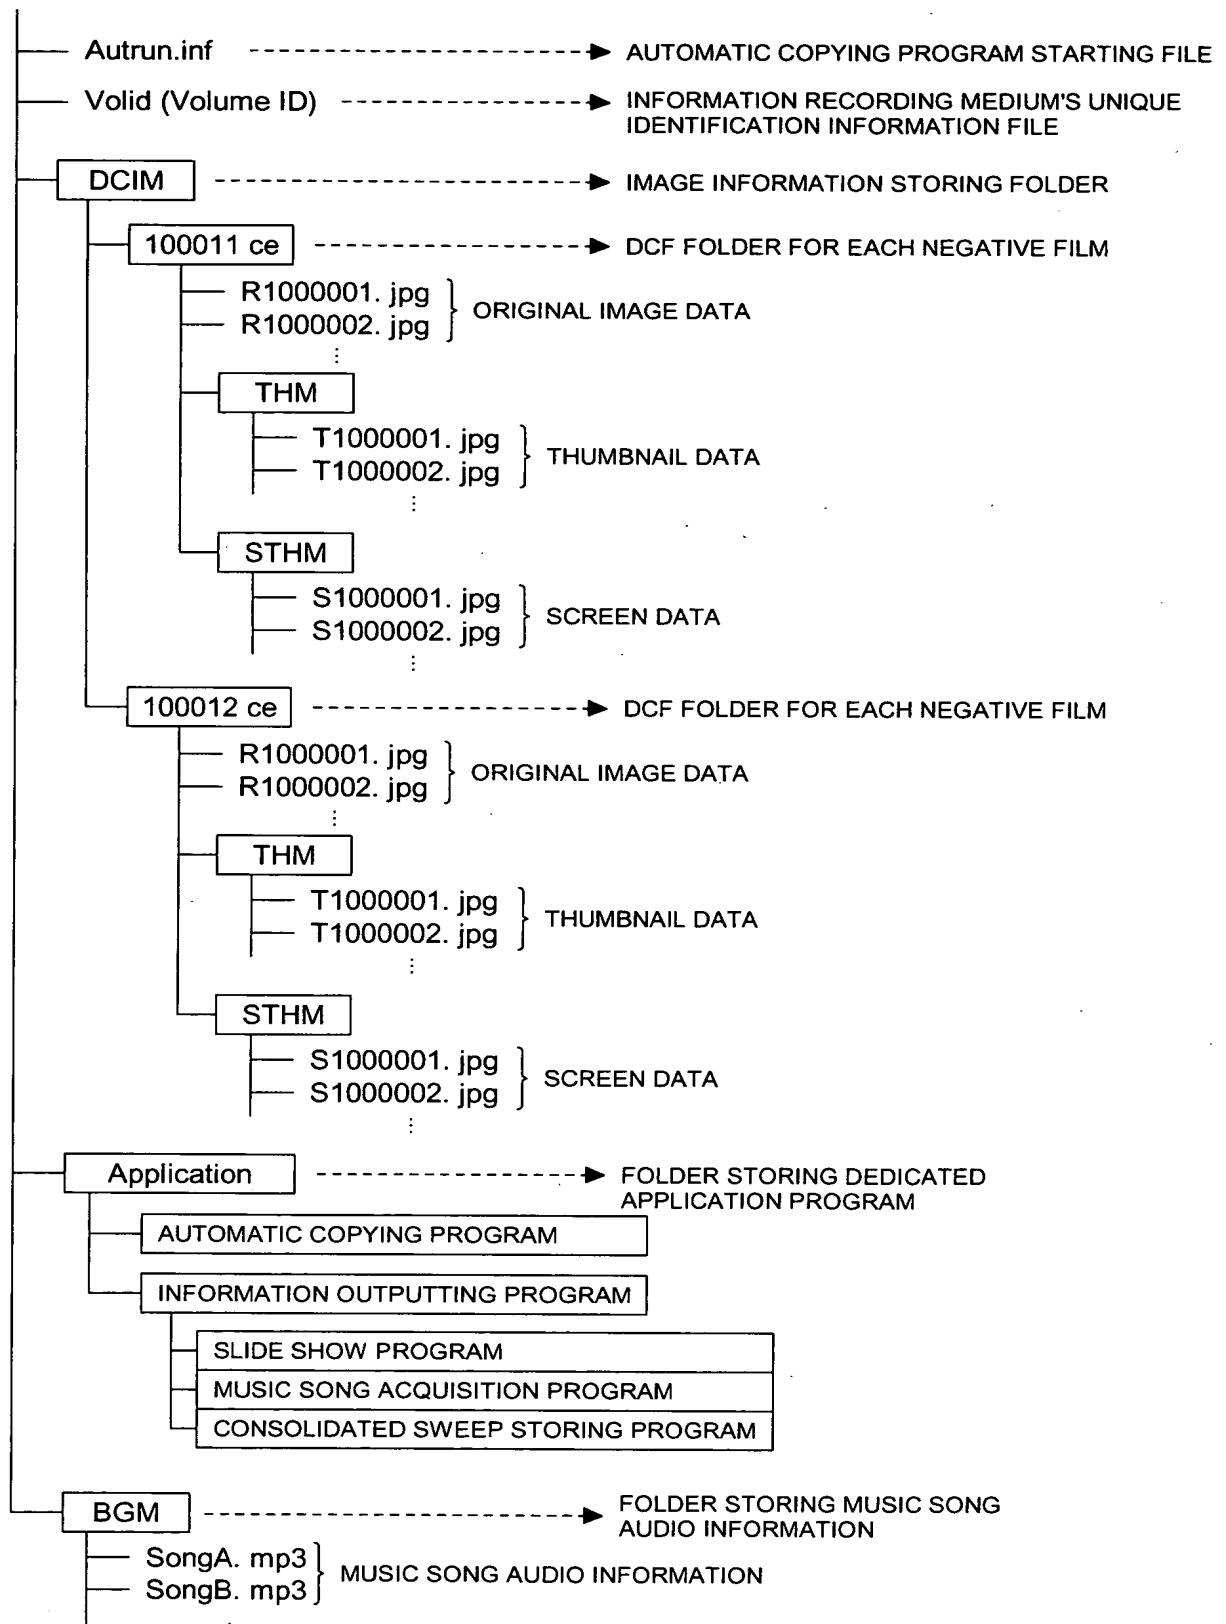 Autrun.inf AUTOMATIC COPYING PROGRAM STARTING FILE
Volid (Volume ID) INFORMATION RECORDING MEDIUM'S UNIQUE
IDENTIFICATION INFORMATION FILE
DCIM IMAGE INFORMATION STORING FOLDER
100011 ce DCF FOLDER FOR EACH NEGATIVE FILM
R1000001. jpg
R1000002. jpg
ORIGINAL IMAGE DATA
THM
T1000001. jpg
T1000002. jpg
THUMBNAIL DATA
STHM
S1000001. jpg
S1000002. jpg
SCREEN DATA
100012 ce DCF FOLDER FOR EACH NEGATIVE FILM
R1000001. jpg
R1000002. jpg
ORIGINAL IMAGE DATA
THM
T1000001. jpg
T1000002. jpg
THUMBNAIL DATA
STHM
S1000001. jpg
S1000002. jpg
SCREEN DATA
Application FOLDER STORING DEDICATED
APPLICATION PROGRAM
AUTOMATIC COPYING PROGRAM
INFORMATION OUTPUTTING PROGRAM
SLIDE SHOW PROGRAM
MUSIC SONG ACQUISITION PROGRAM
CONSOLIDATED SWEEP STORING PROGRAM
BGM FOLDER STORING MUSIC SONG
AUDIO INFORMATION
SongA. mp3
SongB. mp3
MUSIC SONG AUDIO INFORMATION